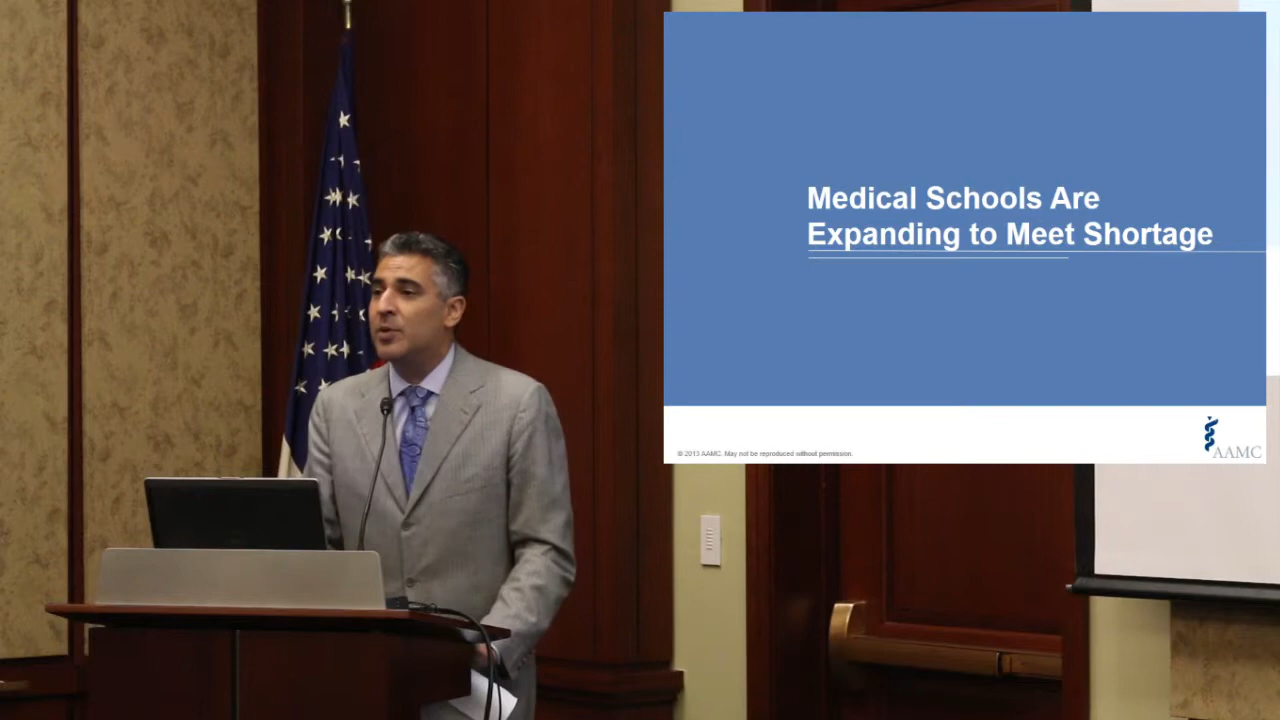 Medical Schools Are
Expanding to Meet Shortage
© 2013 AAMC. May not be reproduced without permission.
AAMC